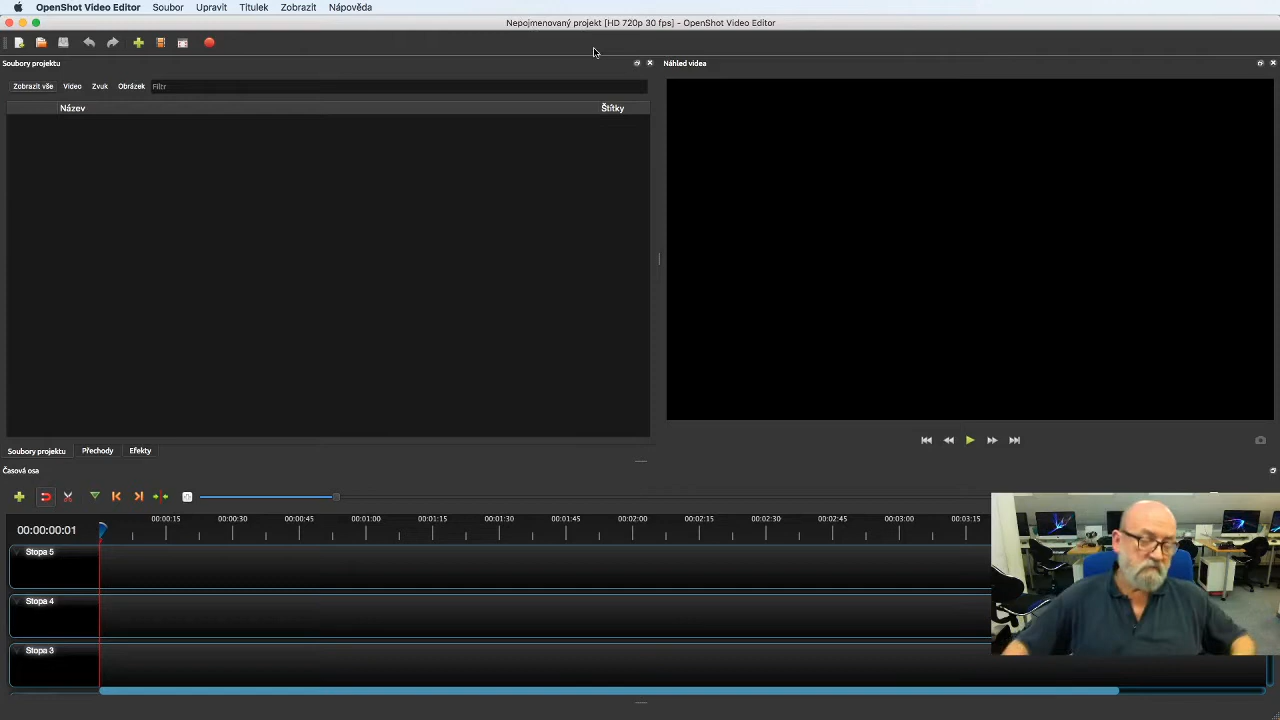 OpenShot Video Editor Soubor Upravit Titulek Zobrazit Nápověda
Nepojmenovaný projekt [HD 720p 30 fps] - OpenShot Video Editor
Soubory projektu
Náhled videa
Zobrazit vše Video Zvuk Obrázek Filtr
Název Štítky
Soubory projektu Přechody Efekty
Časová osa
00:00:00:01
00:00:15 00:00:30 00:00:45 00:01:00 00:01:15 00:01:30 00:01:45 00:02:00 00:02:15 00:02:30 00:02:45 00:03:00 00:03:15
Stopa 5
Stopa 4
Stopa 3